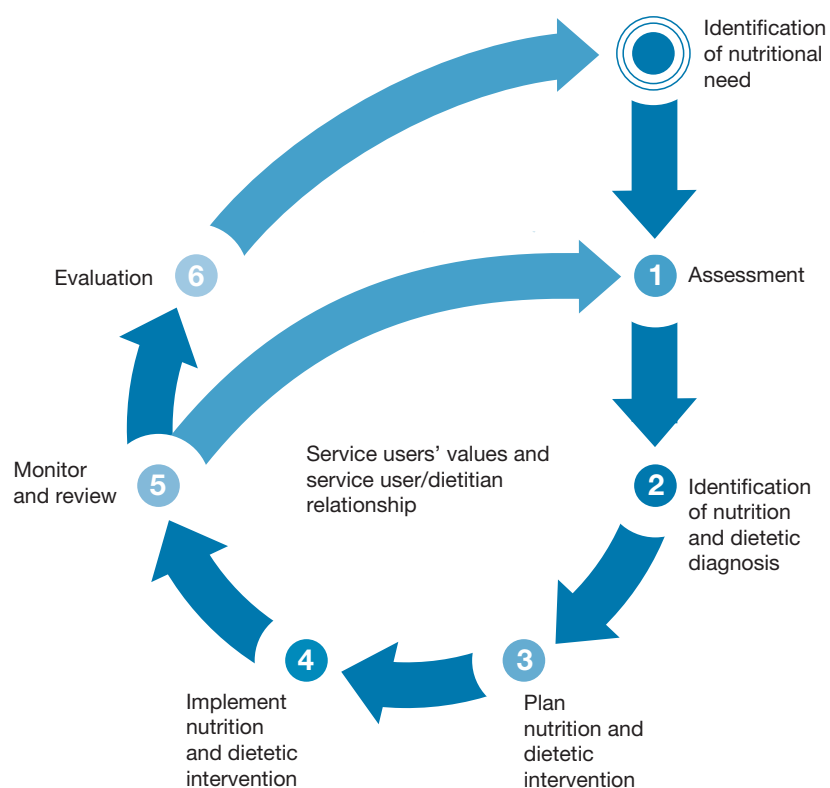 Identification
of nutritional
need
1
Assessment
2
Identification
of nutrition
and dietetic
diagnosis
3
Plan
nutrition and
dietetic
intervention
4
Implement
nutrition
and dietetic
intervention
5
Monitor
and review
6
Evaluation
Service users’ values and
service user/dietitian
relationship